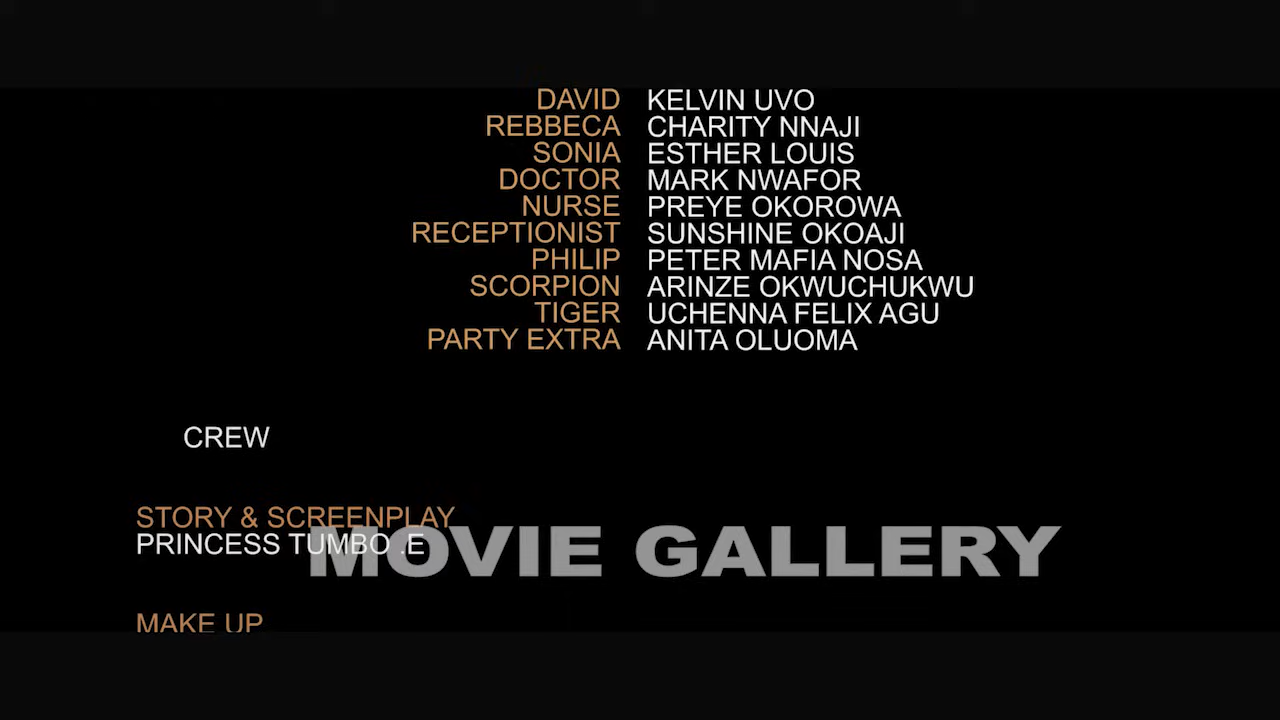 DAVID KELVIN UVO
REBBECA CHARITY NNAJI
SONIA ESTHER LOUIS
DOCTOR MARK NWAFOR
NURSE PREYE OKOROWA
RECEPTIONIST SUNSHINE OKOAJI
PHILIP PETER MAFIA NOSA
SCORPION ARINZE OKWUCHUKWU
TIGER UCHENNA FELIX AGU
PARTY EXTRA ANITA OLUOMA
CREW
STORY & SCREENPLAY
PRINCESS TUMBO .E
MOVIE GALLERY
MAKE UP